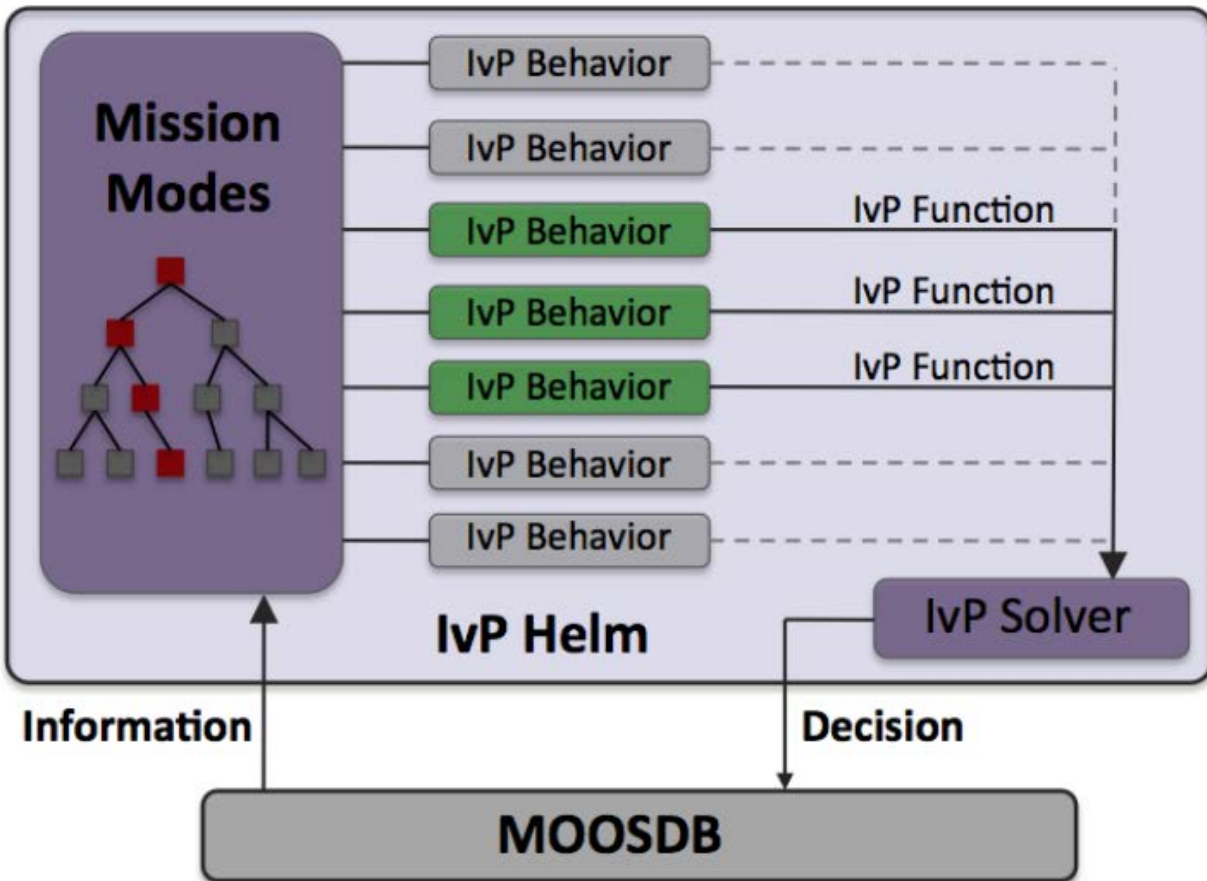 Mission
Modes
IvP Behavior
IvP Behavior
IvP Behavior
IvP Function
IvP Behavior
IvP Function
IvP Behavior
IvP Function
IvP Behavior
IvP Behavior
IvP Helm
IvP Solver
Information
Decision
MOOSDB